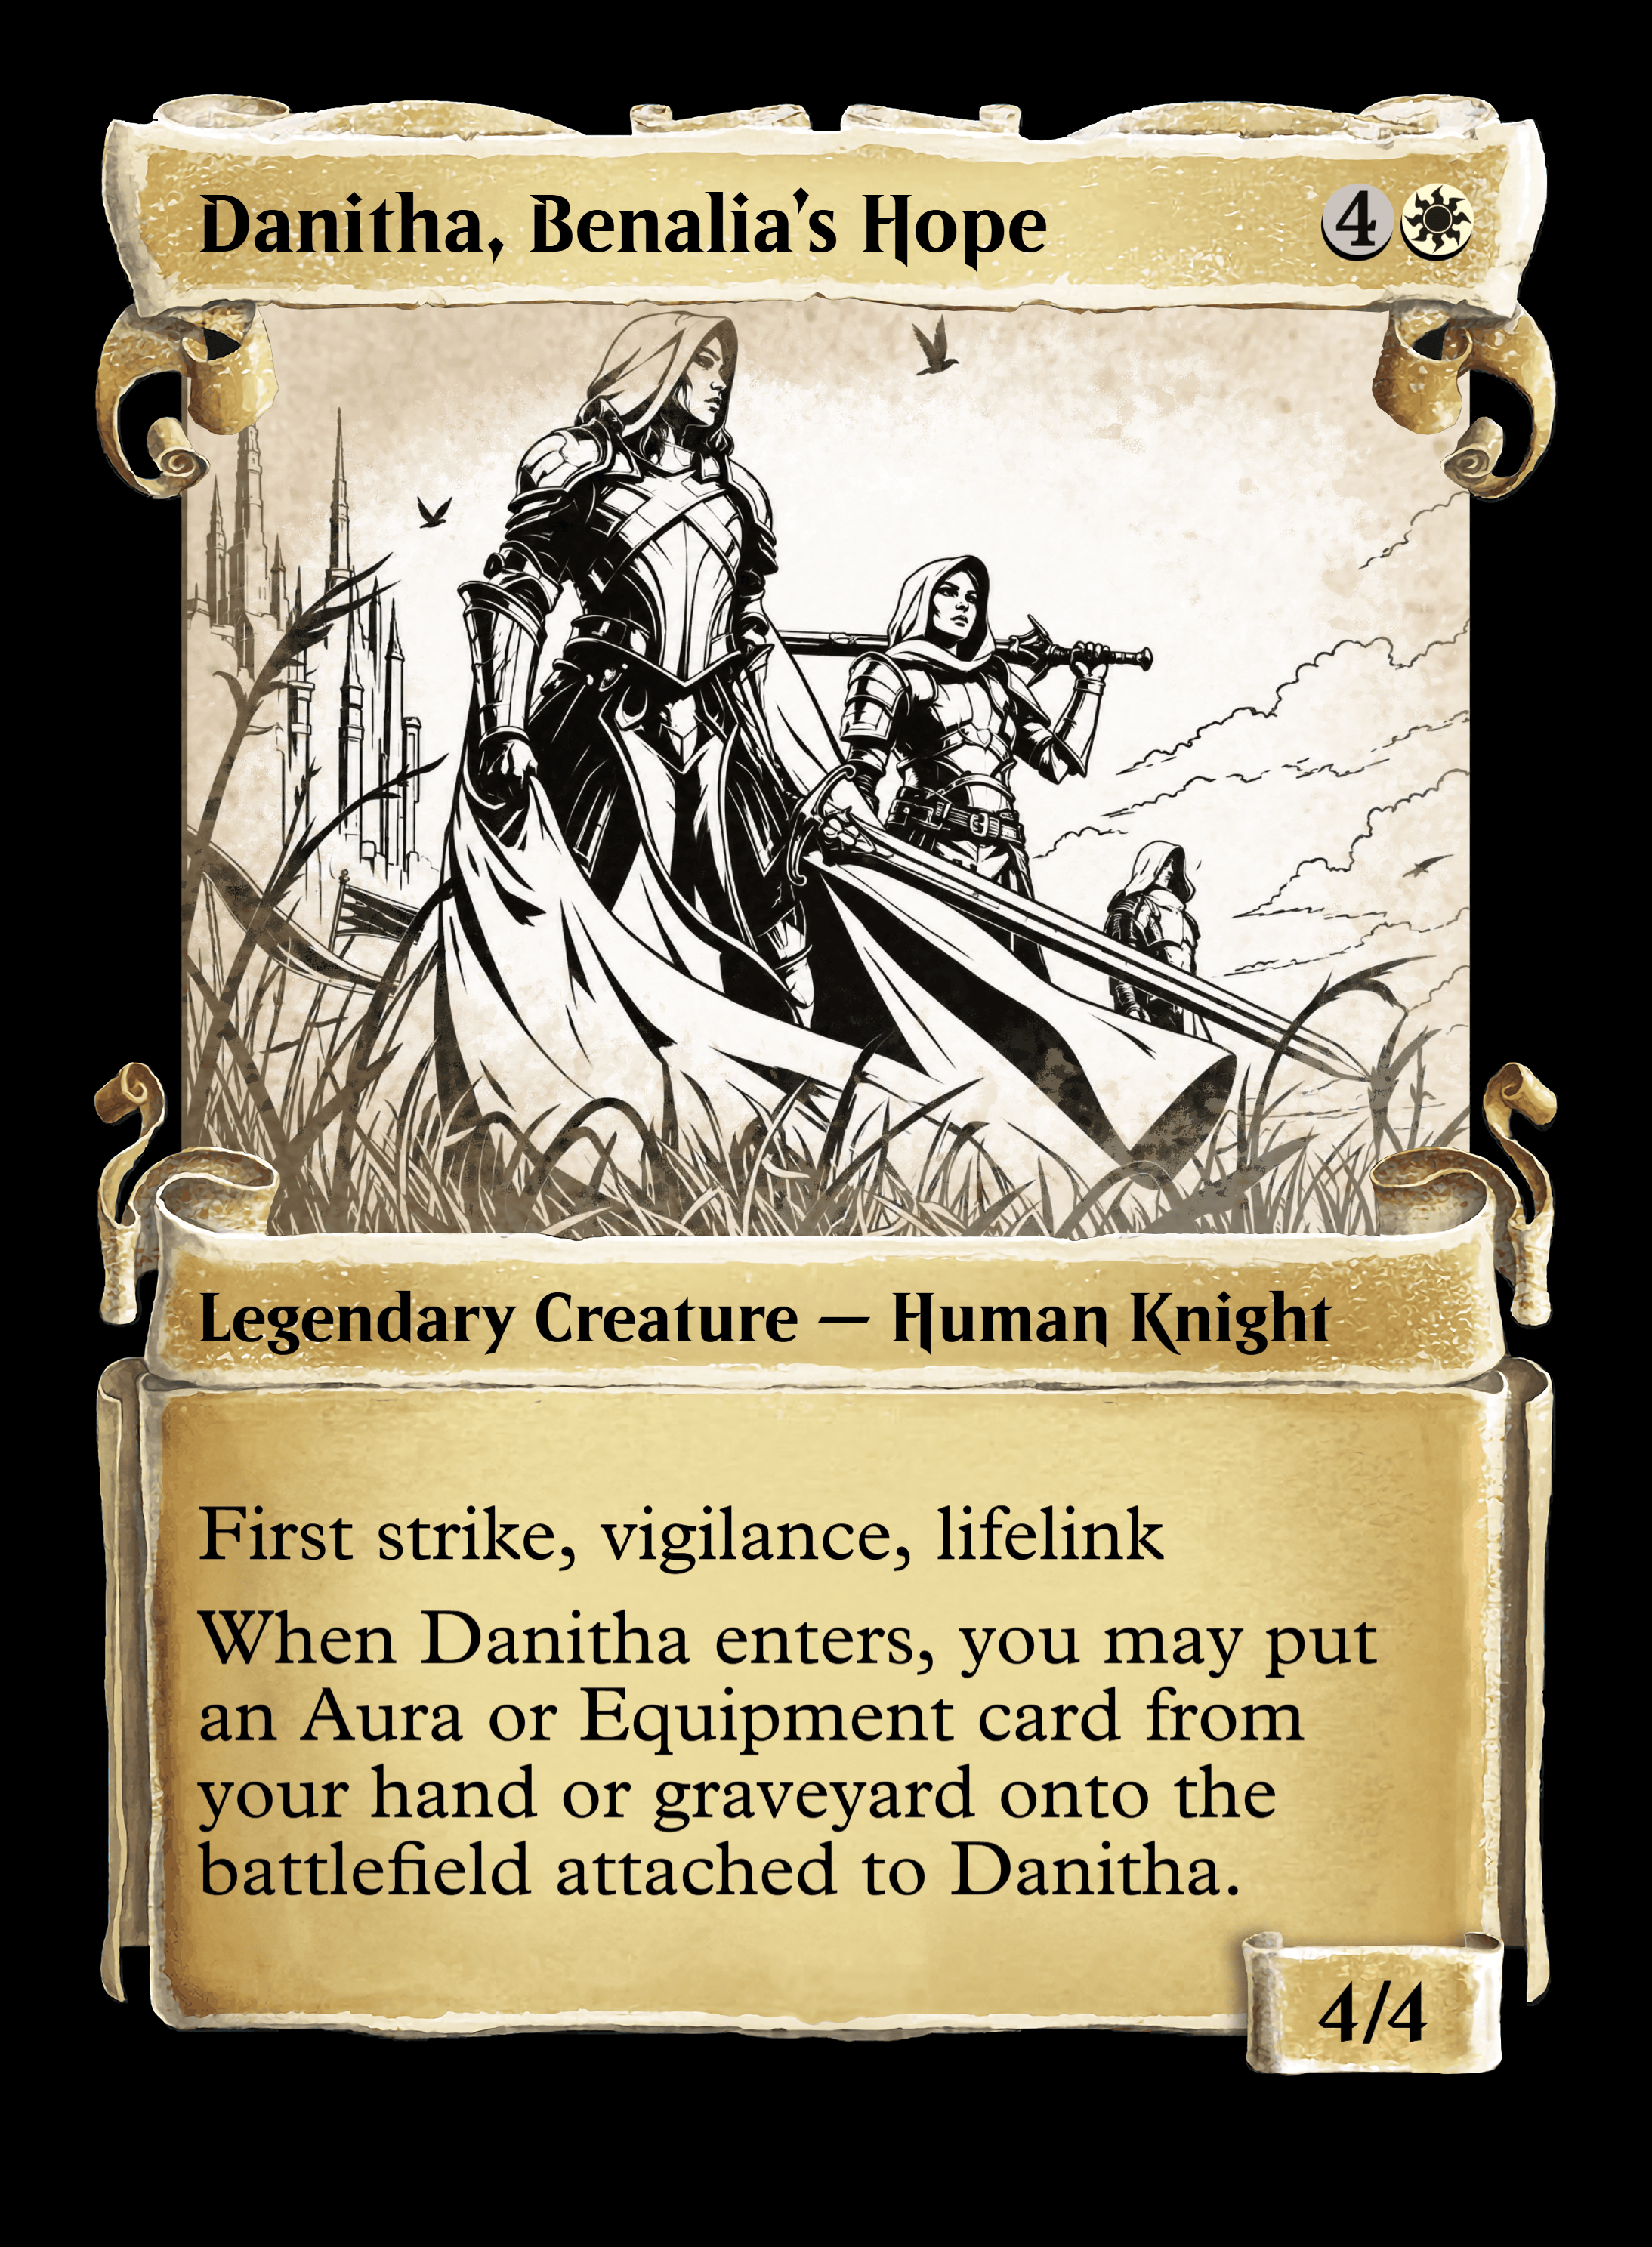 Danitha, Benalia's Hope 4
Legendary Creature — Human Knight
First strike, vigilance, lifelink
When Danitha enters, you may put
an Aura or Equipment card from
your hand or graveyard onto the
battlefield attached to Danitha.
4/4